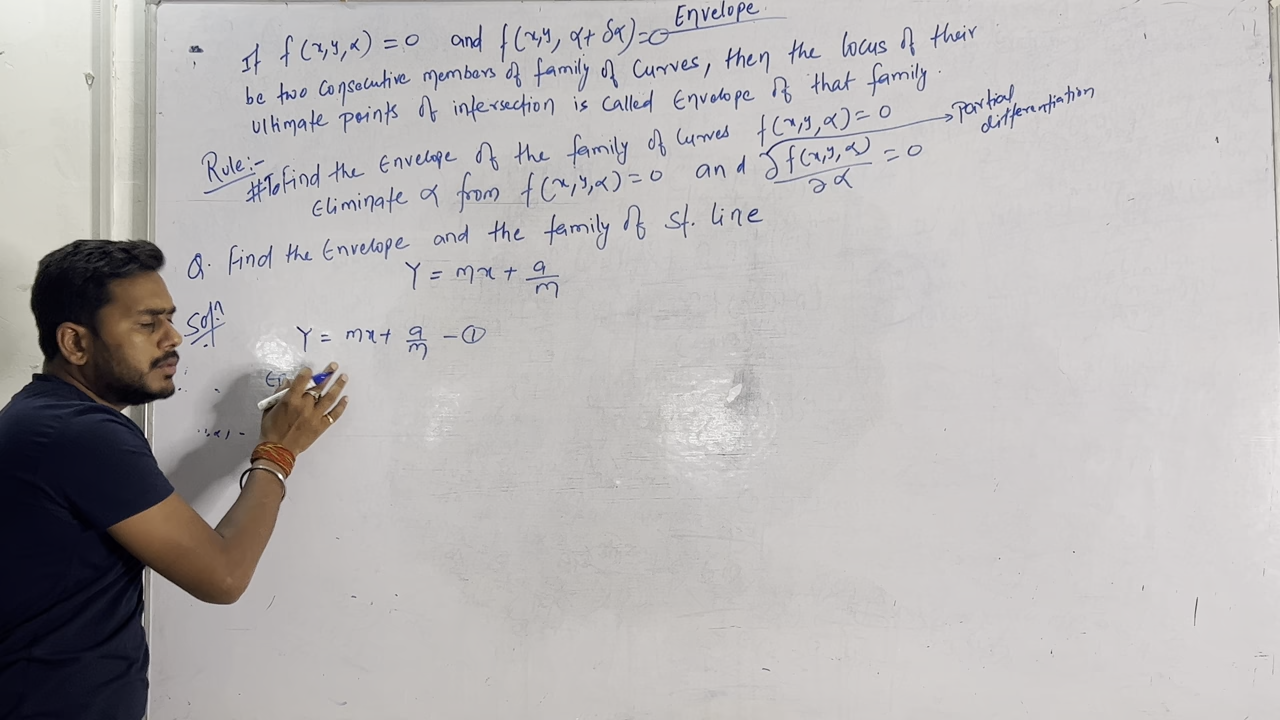 Envelope.
If f(x,y,α) = 0 and f(x,y, α + δα) = 0
be two consecutive members of family of curves, then the locus of their
ultimate points of intersection is called Envelope of that family.
Rule:-
#To Find the Envelope of the family of curves f(x,y,α) = 0
→ partial differentiation
Eliminate α from f(x,y,α) = 0 and ∂f(x,y,α)/∂α = 0
Q. Find the Envelope and the family of st. line
Y = mx + a/m
Solⁿ
Y = mx + a/m - ①